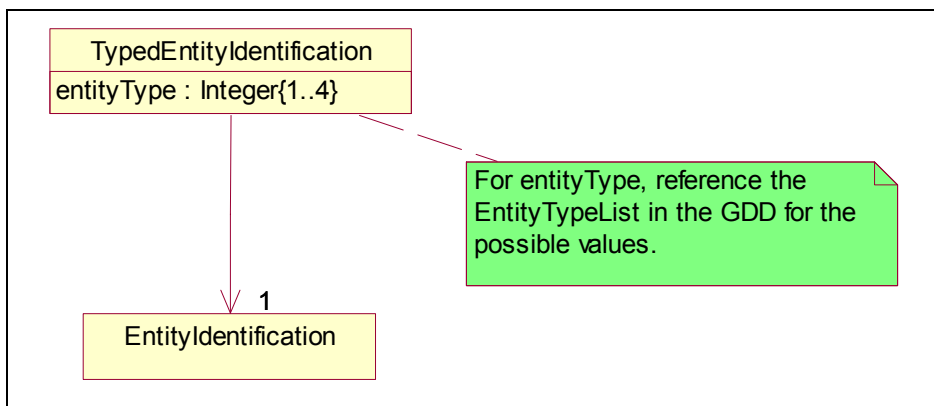 TypedEntityIdentification
entityType : Integer{1..4}
For entityType, reference the
EntityTypeList in the GDD for the
possible values.
1
EntityIdentification